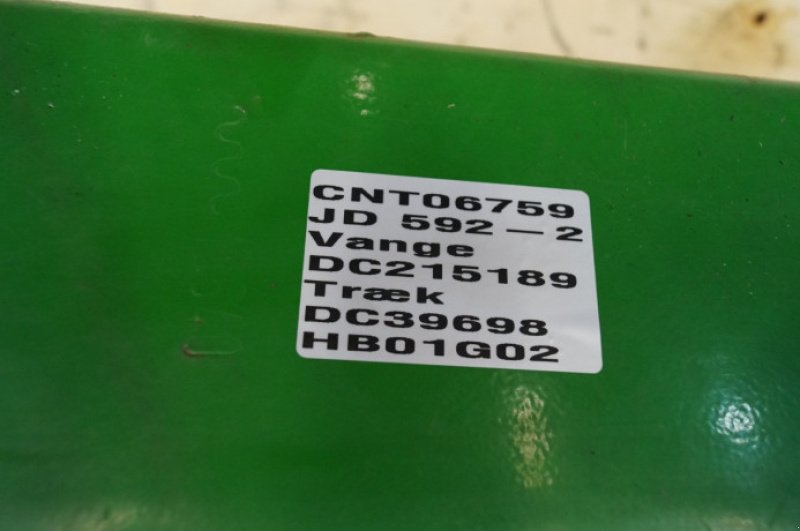 CNT06759
JD 592 - 2
Vange
DC215189
Træk
DC39698
HB01G02